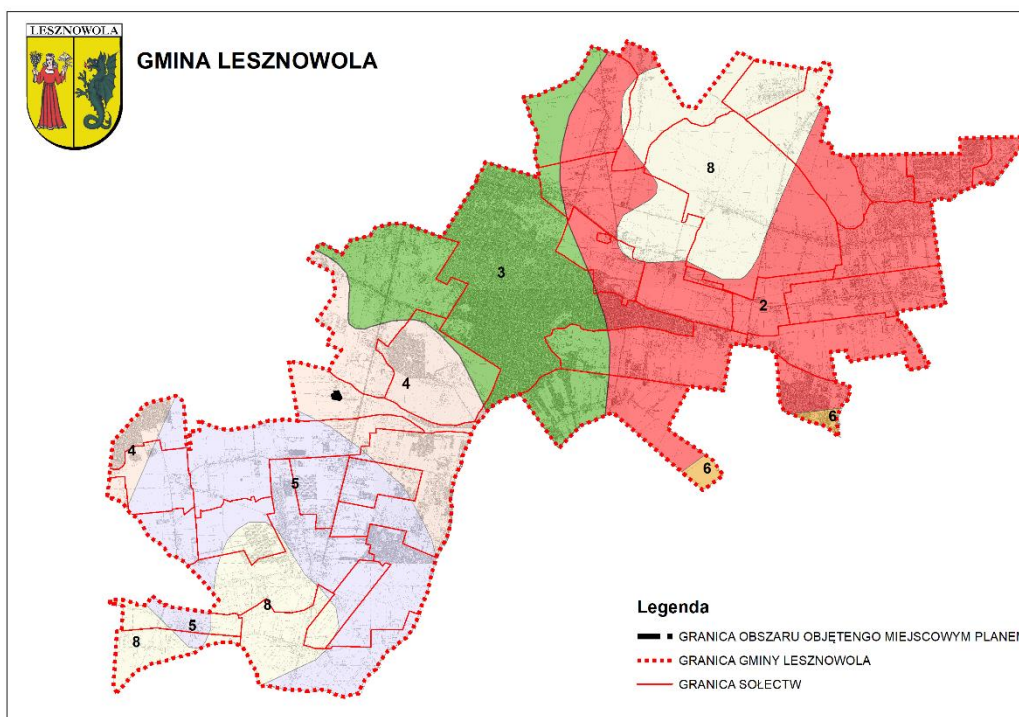 LESZNOWOLA
GMINA LESZNOWOLA
8
3
2
4
6
6
4
5
8
5
8
Legenda
GRANICA OBSZARU OBJĘTENGO MIEJSCOWYM PLANEM
GRANICA GMINY LESZNOWOLA
GRANICA SOŁECTW